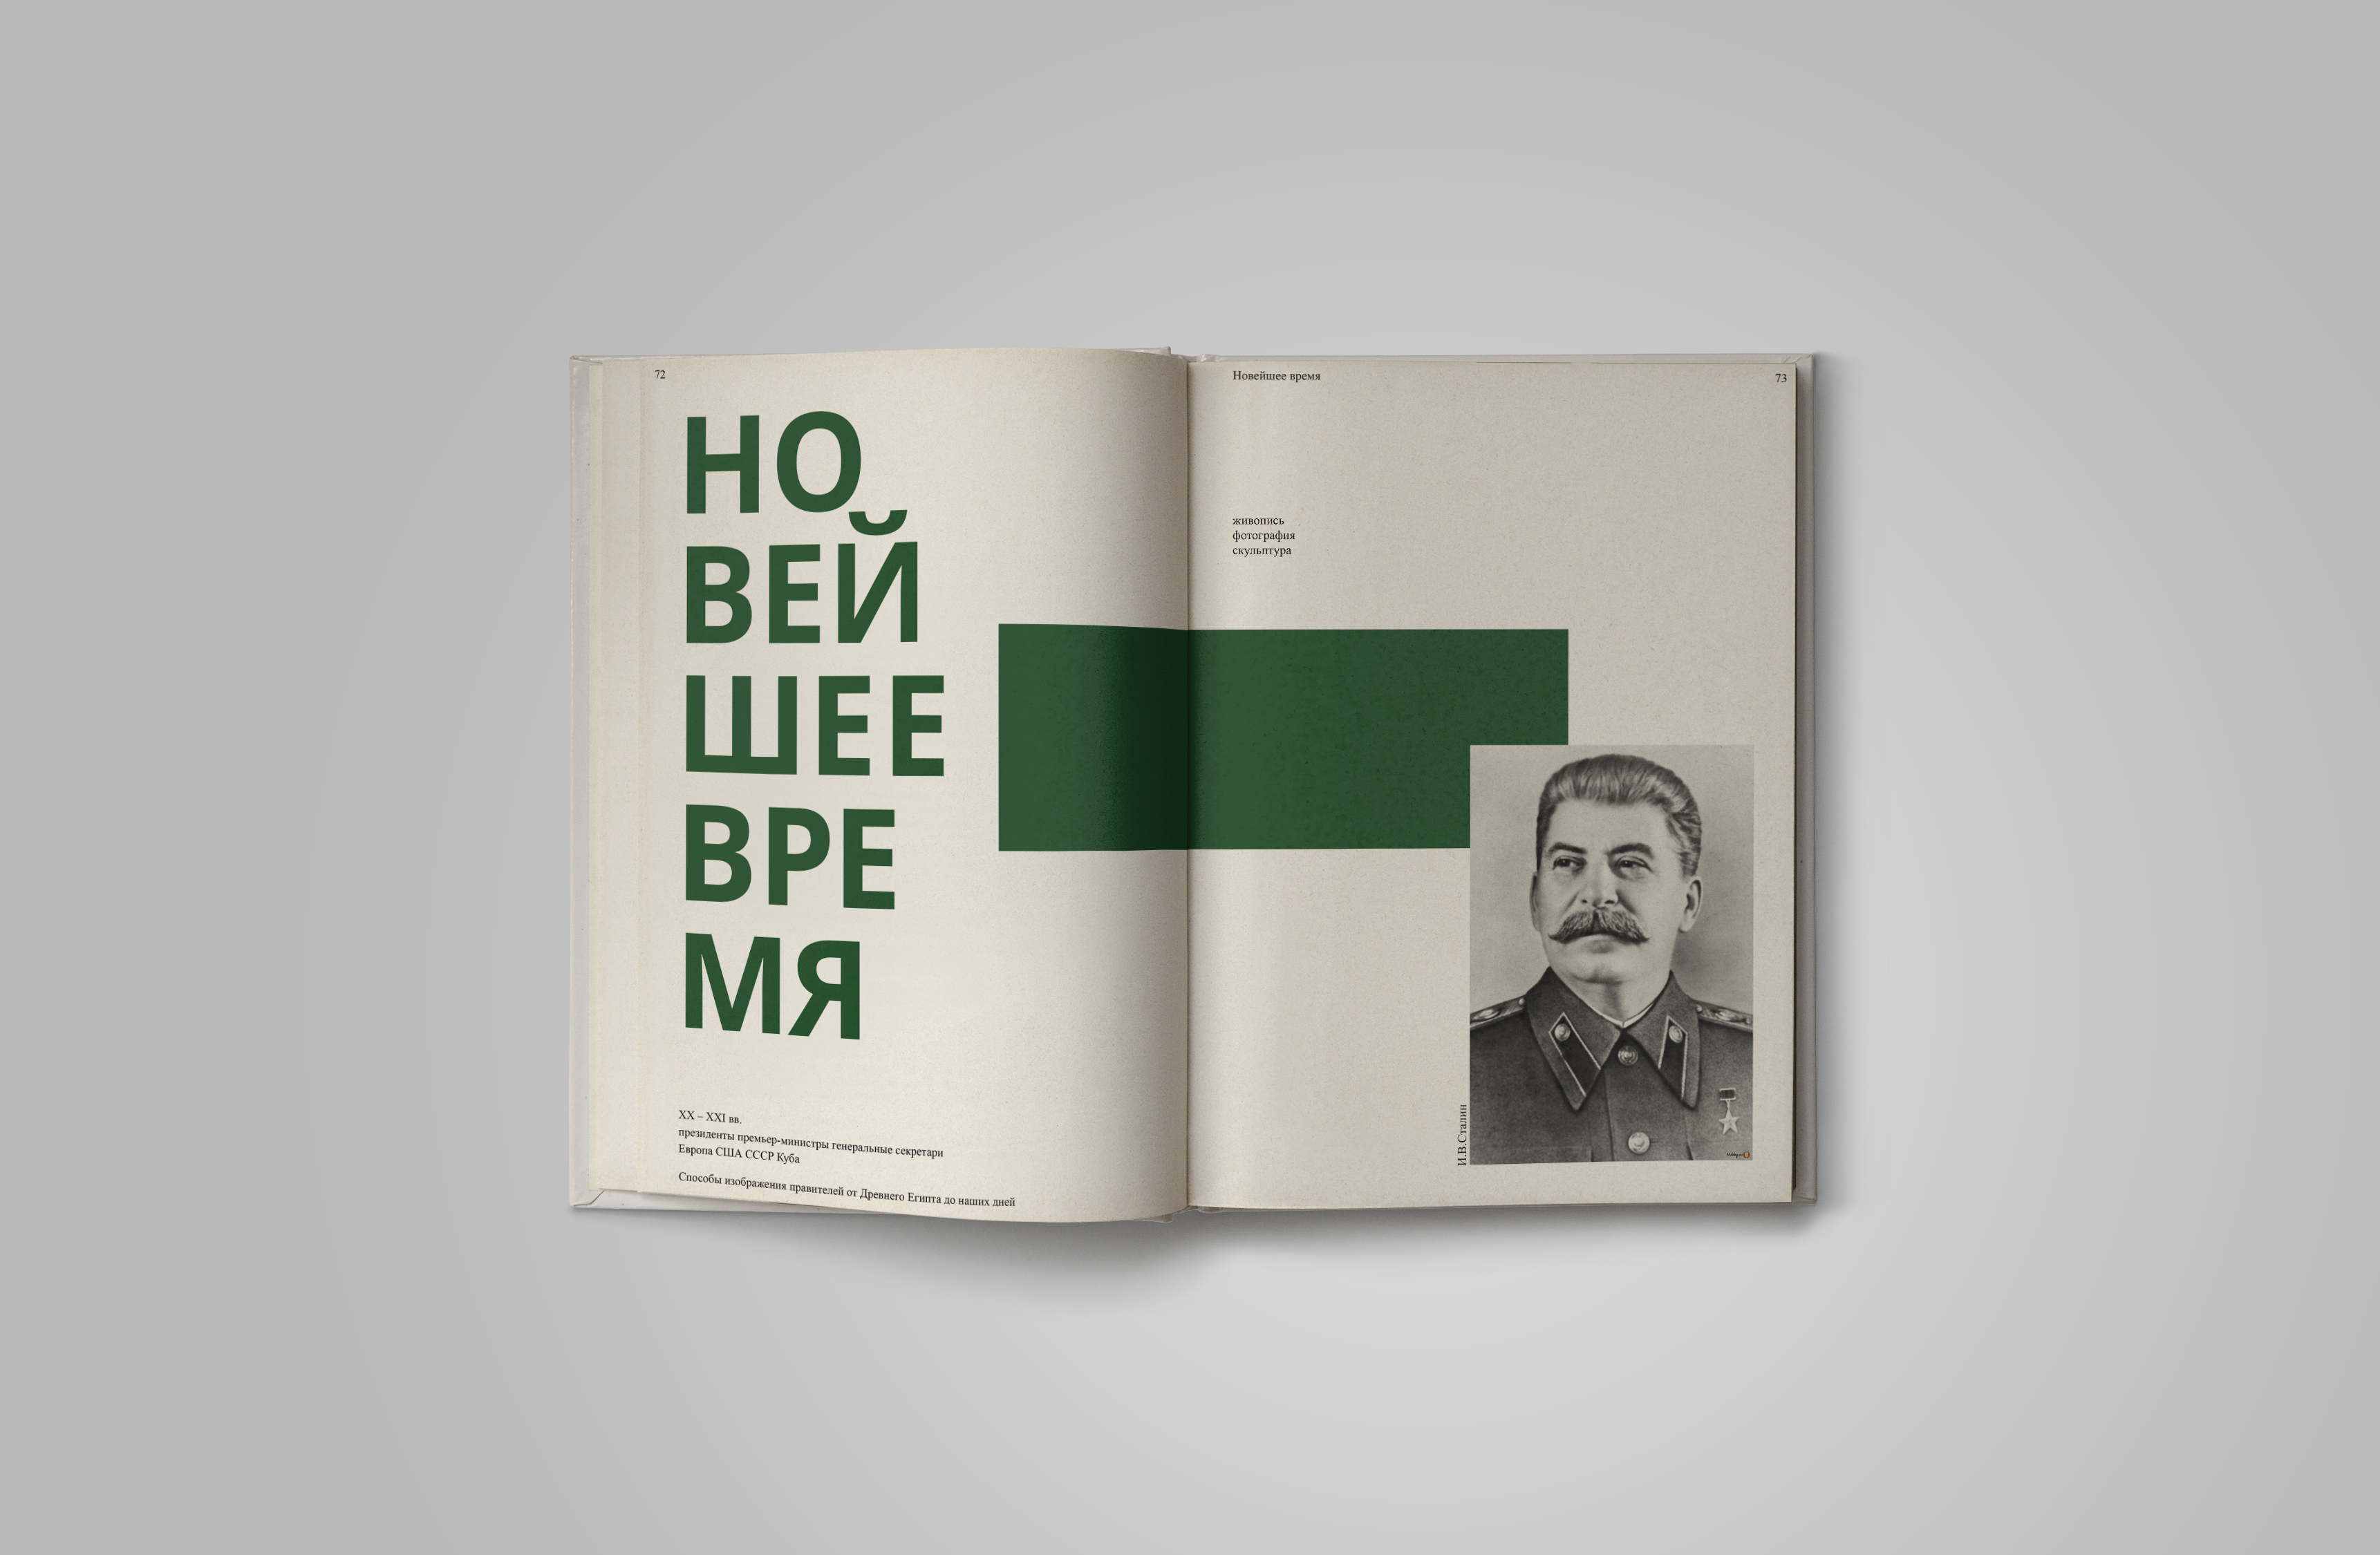 72
НО
ВЕЙ
ШЕЕ
ВРЕ
МЯ
XX – XXI вв.
президенты премьер-министры генеральные секретари
Европа США СССР Куба
Способы изображения правителей от Древнего Египта до наших дней
Новейшее время
73
живопись
фотография
скульптура
И.В.Сталин